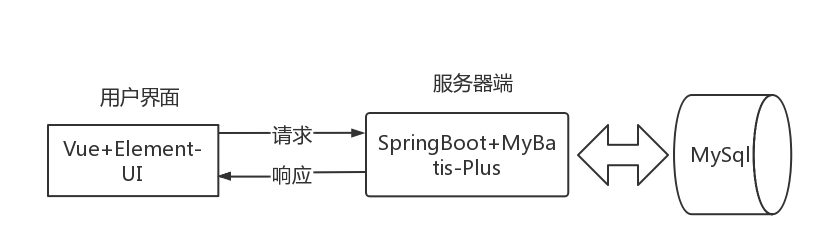 用户界面
Vue+Element-
UI
请求
响应
服务器端
SpringBoot+MyBa
tis-Plus
MySql